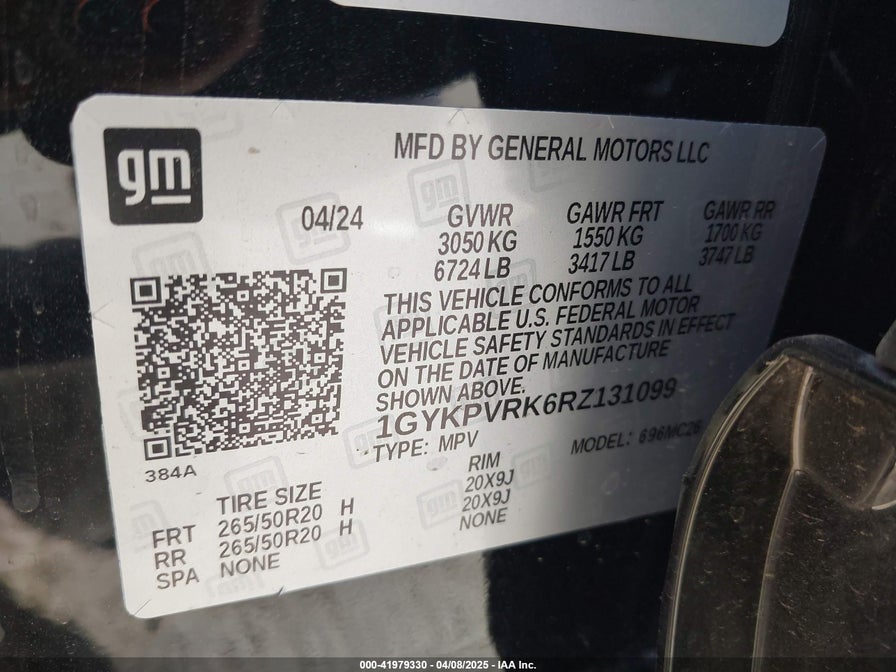 gm
MFD BY GENERAL MOTORS LLC
04/24
GVWR GAWR FRT GAWR RR
3050 KG 1550 KG 1700 KG
6724 LB 3417 LB 3747 LB
THIS VEHICLE CONFORMS TO ALL
APPLICABLE U.S. FEDERAL MOTOR
VEHICLE SAFETY STANDARDS IN EFFECT
ON THE DATE OF MANUFACTURE
SHOWN ABOVE.
1GYKPVRK6RZ131099
TYPE: MPV MODEL: 696MC26
384A
TIRE SIZE RIM
FRT 265/50R20 H 20X9J
RR 265/50R20 H 20X9J
SPA NONE NONE
000-41979330 - 04/08/2025 - IAA Inc.